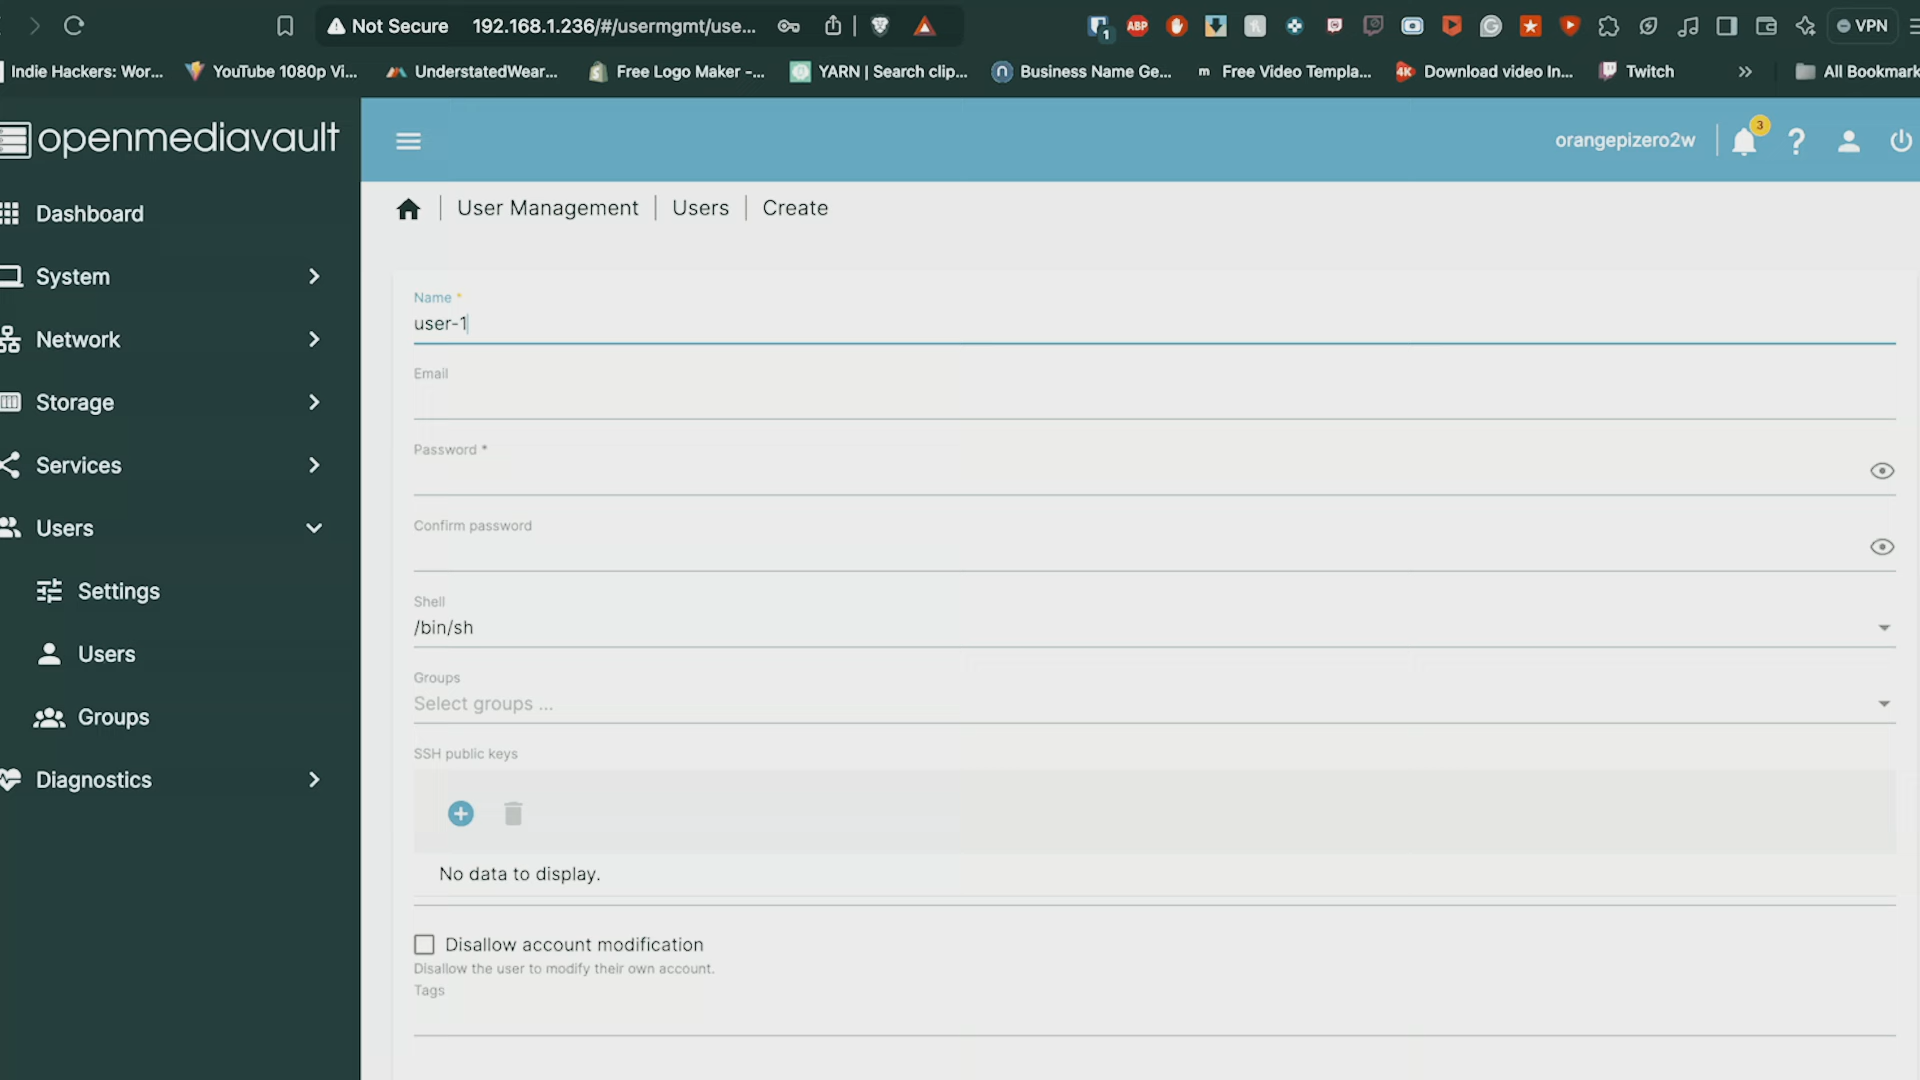 Not Secure 192.168.1.236/#/usermgmt/use... 1 ABP VPN
Indie Hackers: Wor... YouTube 1080p Vi... UnderstatedWear... Free Logo Maker -... YARN | Search clip... Business Name Ge... m Free Video Templa... 4K Download video In... Twitch >> All Bookmark
openmediavault
orangepizero2w 3
Dashboard
System
Network
Storage
Services
Users
Settings
Users
Groups
Diagnostics
User Management | Users | Create
Name *
user-1
Email
Password *
Confirm password
Shell
/bin/sh
Groups
Select groups ...
SSH public keys
No data to display.
Disallow account modification
Disallow the user to modify their own account.
Tags